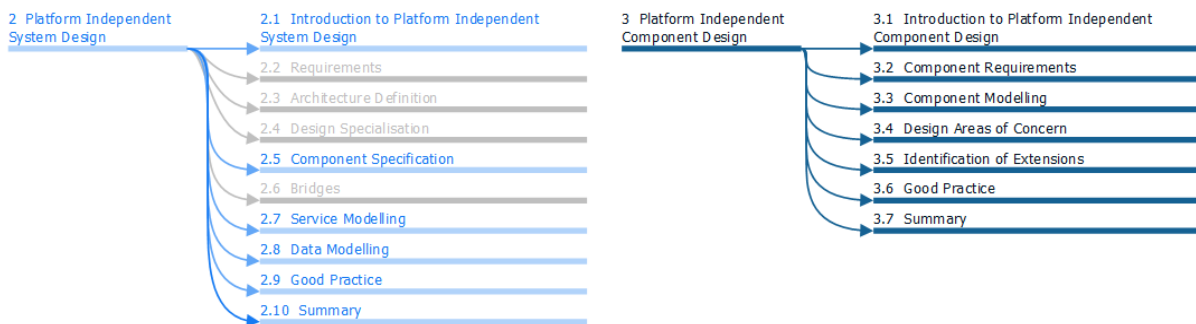 2 Platform Independent
System Design
2.1 Introduction to Platform Independent
System Design
2.2 Requirements
2.3 Architecture Definition
2.4 Design Specialisation
2.5 Component Specification
2.6 Bridges
2.7 Service Modelling
2.8 Data Modelling
2.9 Good Practice
2.10 Summary
3 Platform Independent
Component Design
3.1 Introduction to Platform Independent
Component Design
3.2 Component Requirements
3.3 Component Modelling
3.4 Design Areas of Concern
3.5 Identification of Extensions
3.6 Good Practice
3.7 Summary